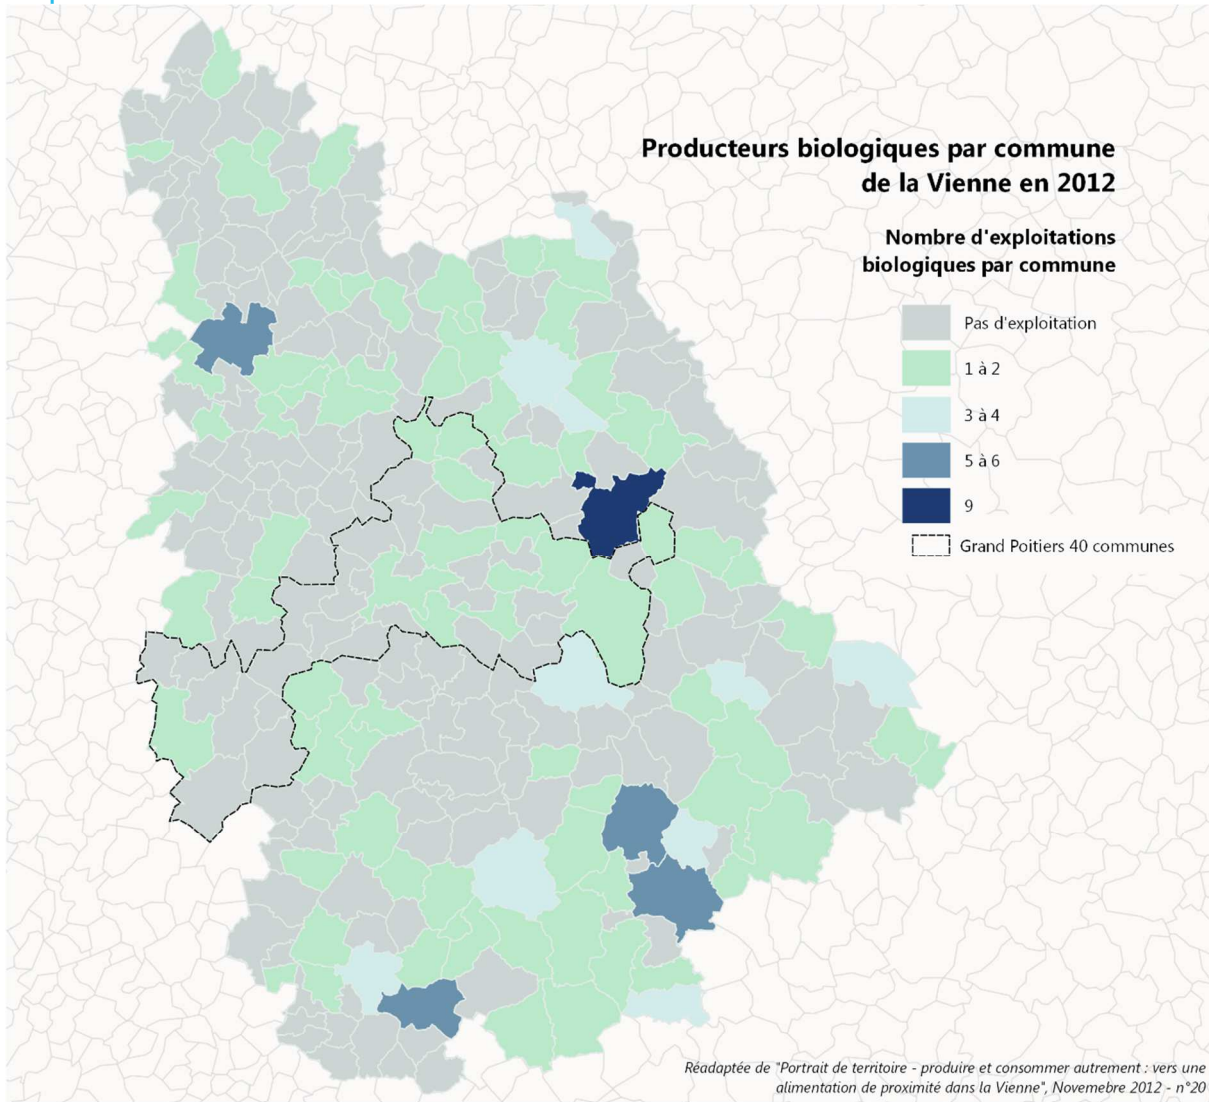 Producteurs biologiques par commune
de la Vienne en 2012
Nombre d'exploitations
biologiques par commune
Pas d'exploitation
1 à 2
3 à 4
5 à 6
9
Grand Poitiers 40 communes
Réadaptée de "Portrait de territoire - produire et consommer autrement : vers une
alimentation de proximité dans la Vienne", Novemebre 2012 - n°20